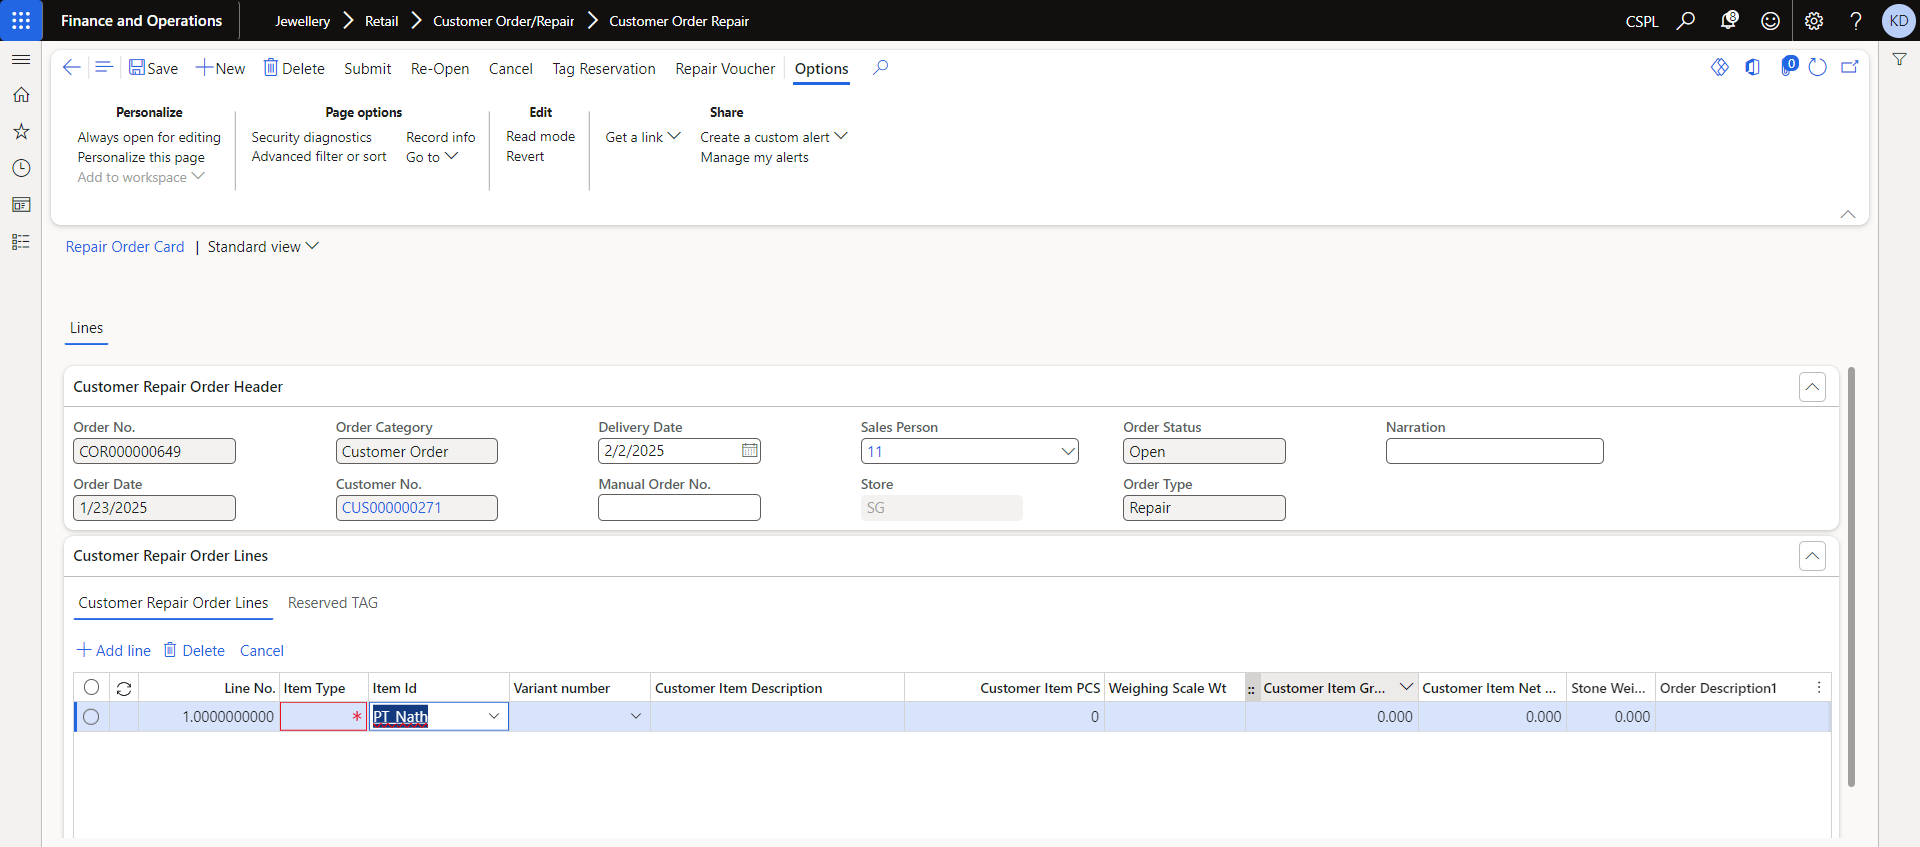 Finance and Operations
Jewellery > Retail > Customer Order/Repair > Customer Order Repair
CSPL
8
KD
Save
New
Delete
Submit
Re-Open
Cancel
Tag Reservation
Repair Voucher
Options
0
Personalize
Always open for editing
Personalize this page
Add to workspace
Page options
Security diagnostics
Advanced filter or sort
Record info
Go to
Edit
Read mode
Revert
Get a link
Share
Create a custom alert
Manage my alerts
Repair Order Card | Standard view
Lines
Customer Repair Order Header
Order No.
COR000000649
Order Category
Customer Order
Delivery Date
2/2/2025
Sales Person
11
Order Status
Open
Narration
Order Date
1/23/2025
Customer No.
CUS000000271
Manual Order No.
Store
SG
Order Type
Repair
Customer Repair Order Lines
Customer Repair Order Lines
Reserved TAG
Add line
Delete
Cancel
Line No. Item Type Item Id Variant number Customer Item Description Customer Item PCS Weighing Scale Wt Customer Item Gr... Customer Item Net ... Stone Wei... Order Description1
1.0000000000 * PT_Nath 0 0.000 0.000 0.000